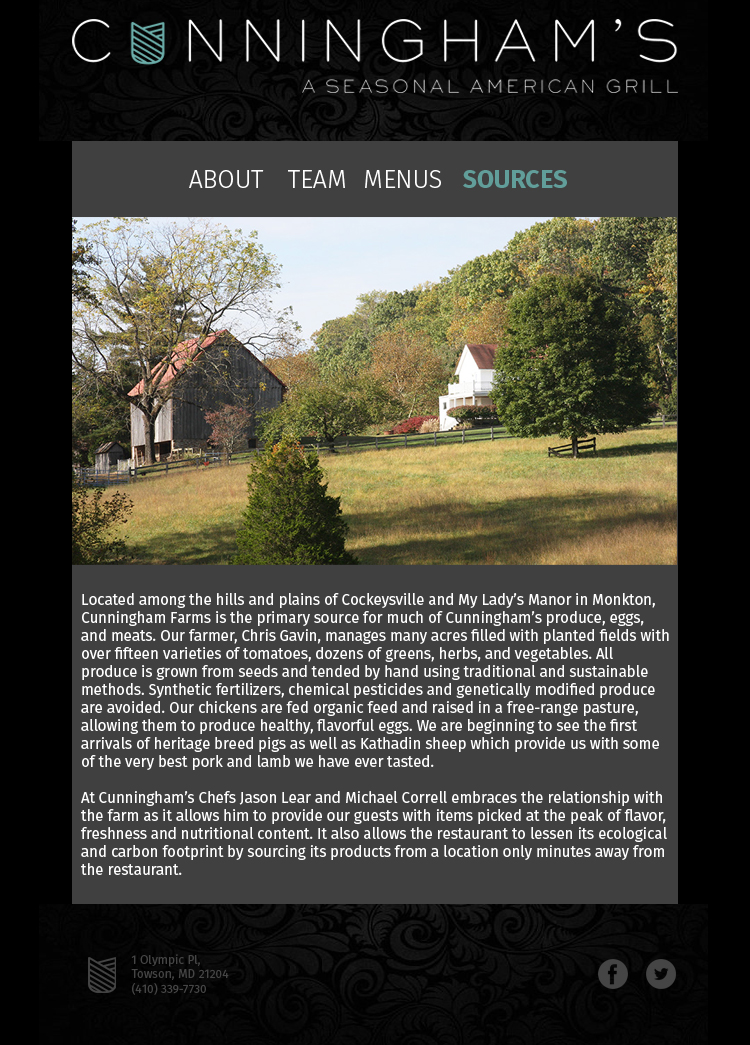 CUNNINGHAM'S
A SEASONAL AMERICAN GRILL
ABOUT TEAM MENUS SOURCES
Located among the hills and plains of Cockeysville and My Lady’s Manor in Monkton,
Cunningham Farms is the primary source for much of Cunningham’s produce, eggs,
and meats. Our farmer, Chris Gavin, manages many acres filled with planted fields with
over fifteen varieties of tomatoes, dozens of greens, herbs, and vegetables. All
produce is grown from seeds and tended by hand using traditional and sustainable
methods. Synthetic fertilizers, chemical pesticides and genetically modified produce
are avoided. Our chickens are fed organic feed and raised in a free-range pasture,
allowing them to produce healthy, flavorful eggs. We are beginning to see the first
arrivals of heritage breed pigs as well as Kathadin sheep which provide us with some
of the very best pork and lamb we have ever tasted.
At Cunningham’s Chefs Jason Lear and Michael Correll embraces the relationship with
the farm as it allows him to provide our guests with items picked at the peak of flavor,
freshness and nutritional content. It also allows the restaurant to lessen its ecological
and carbon footprint by sourcing its products from a location only minutes away from
the restaurant.
1 Olympic Pl,
Towson, MD 21204
(410) 339-7730